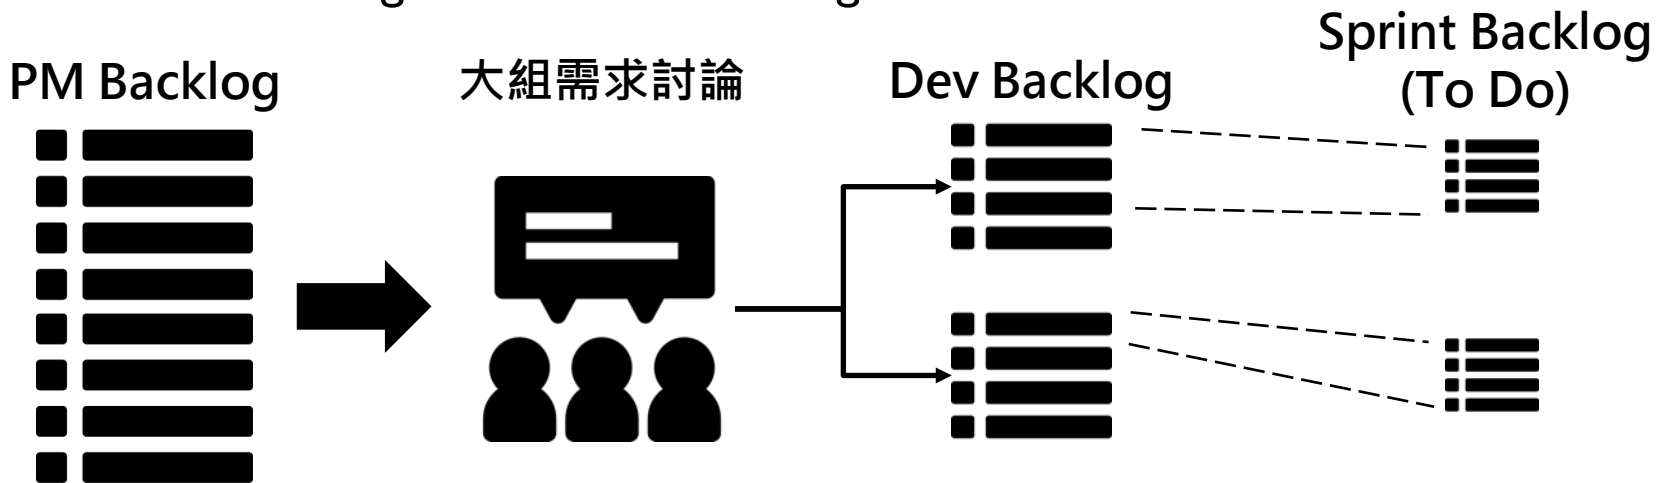 PM Backlog
大組需求討論
Dev Backlog
Sprint Backlog
(To Do)